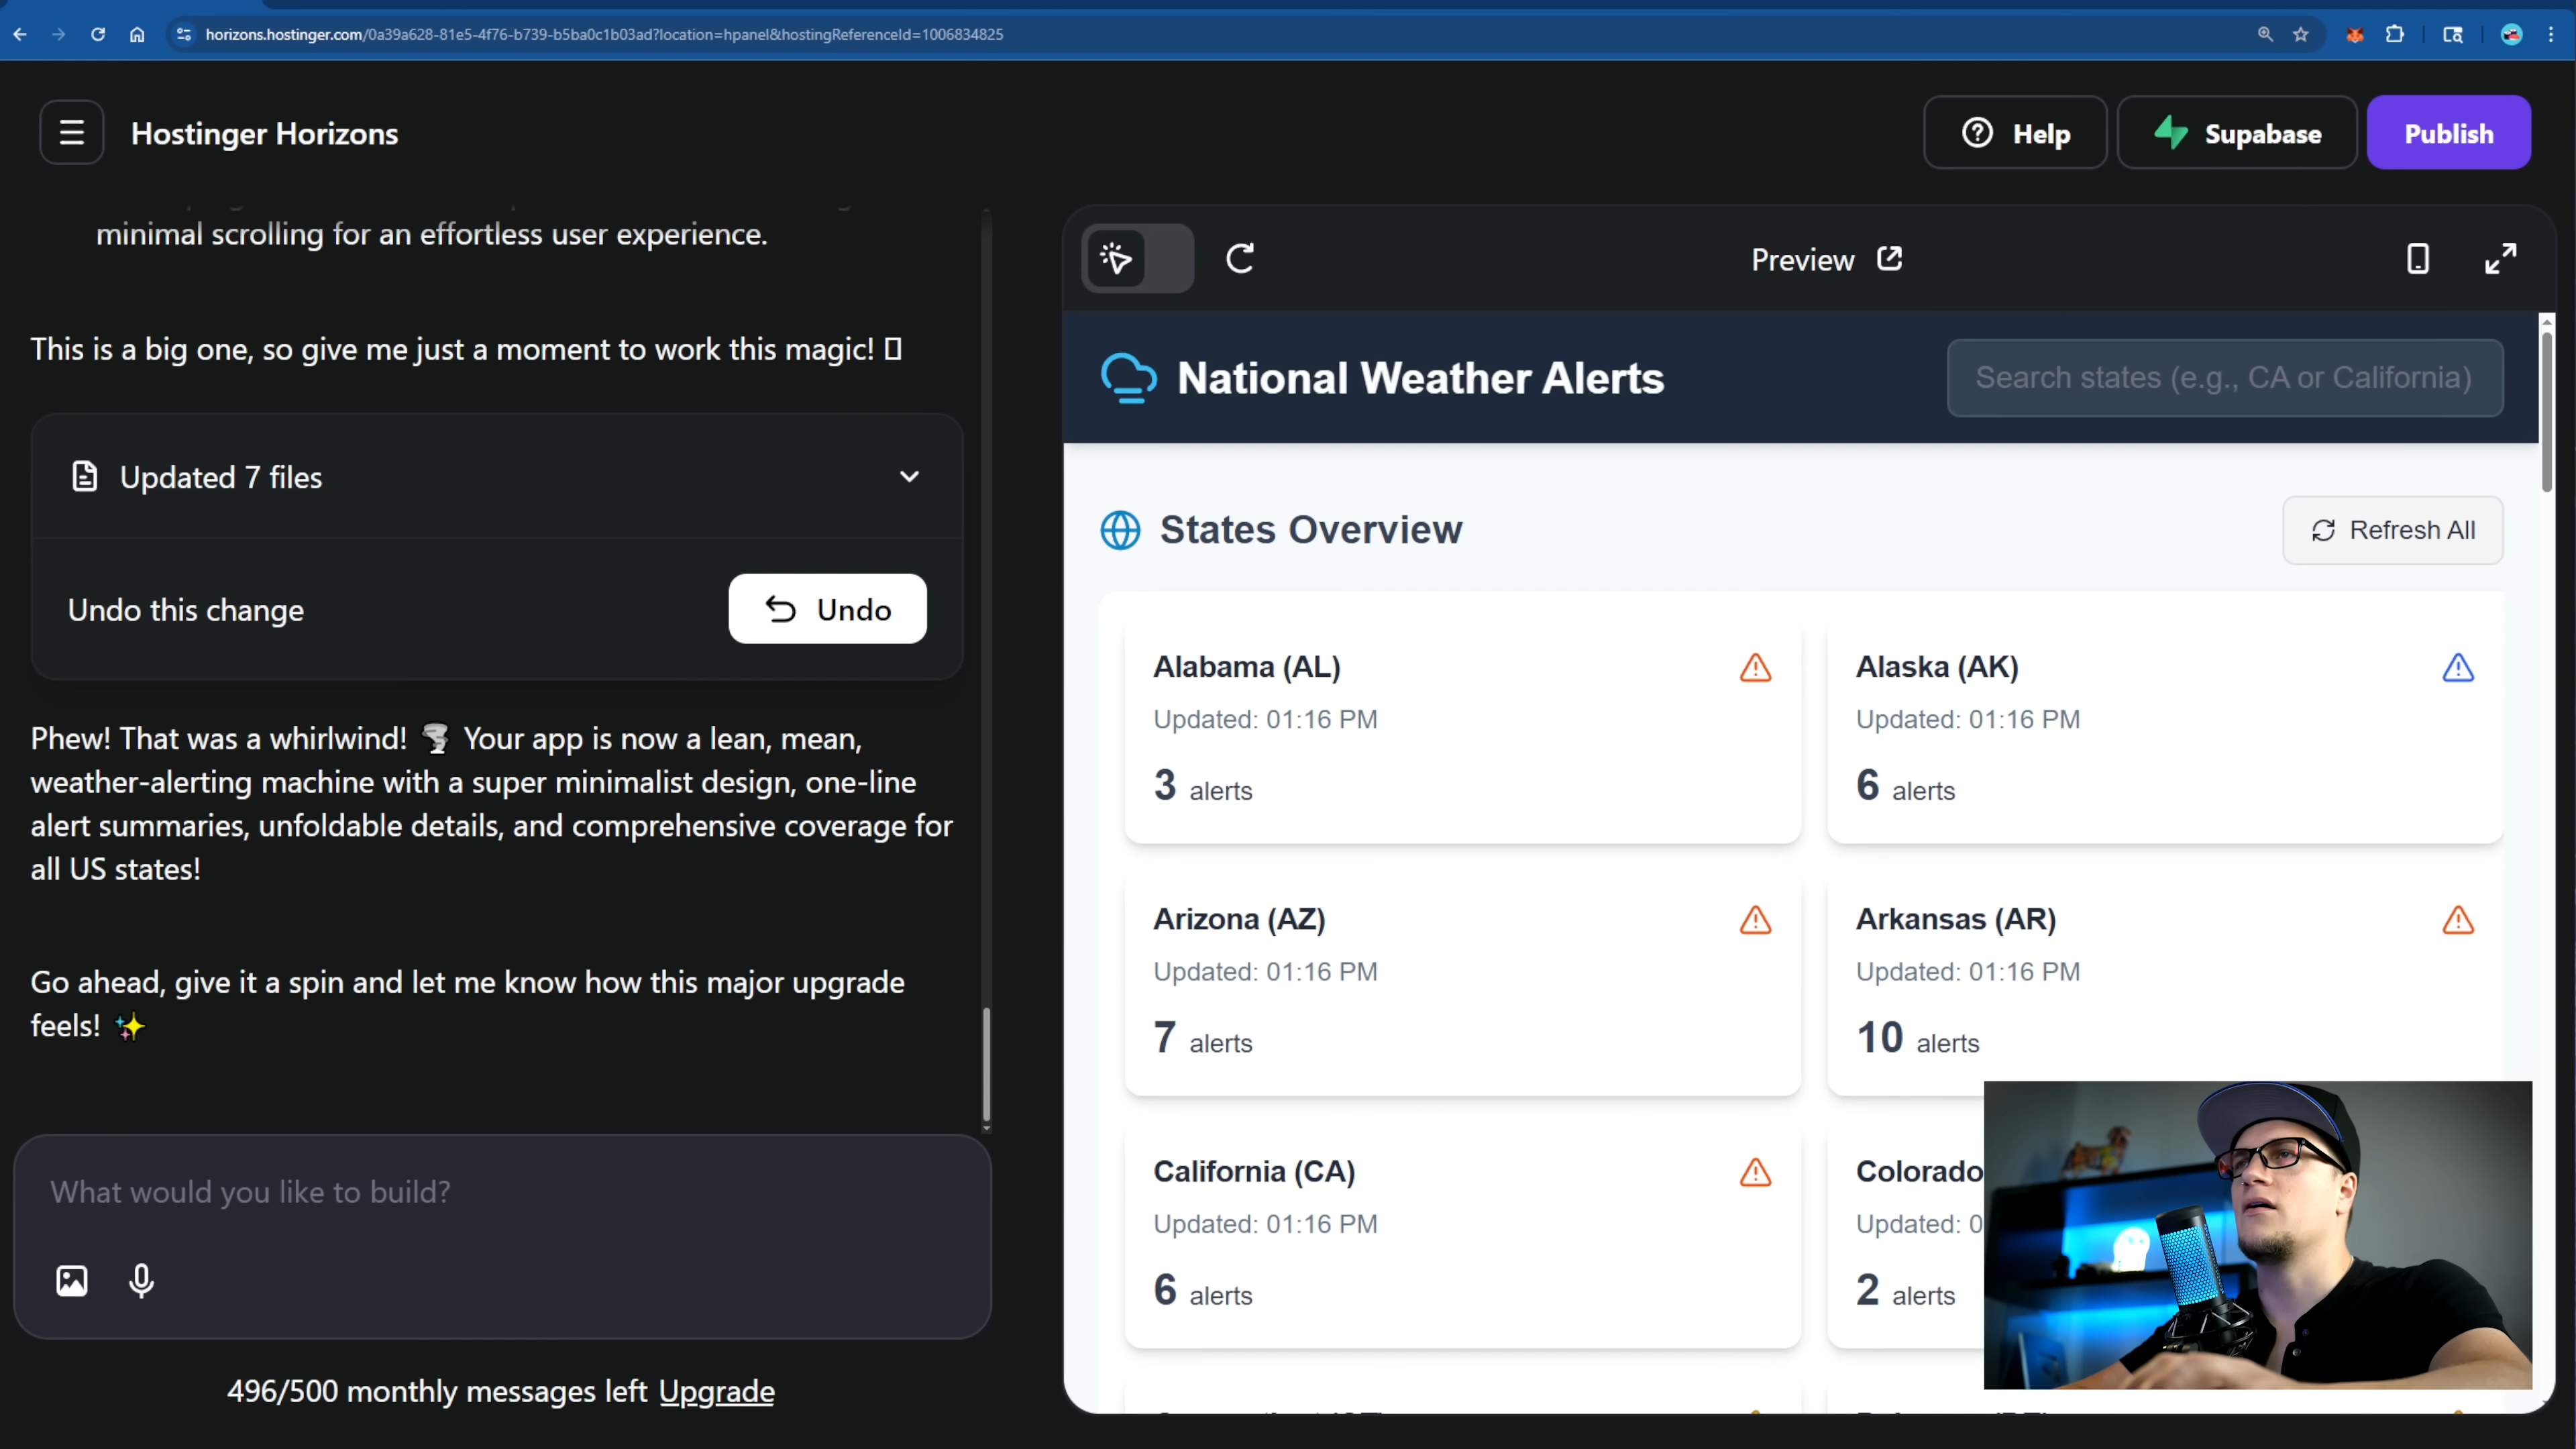 horizons.hostinger.com/0a39a628-81e5-4f76-b739-b5ba0c1b03ad?location=hpanel&hostingReferenceId=1006834825
Hostinger Horizons
Help
Supabase
Publish
minimal scrolling for an effortless user experience.
This is a big one, so give me just a moment to work this magic!
Updated 7 files
Undo this change
Undo
Phew! That was a whirlwind! 🌪️ Your app is now a lean, mean,
weather-alerting machine with a super minimalist design, one-line
alert summaries, unfoldable details, and comprehensive coverage for
all US states!
Go ahead, give it a spin and let me know how this major upgrade
feels! ✨
What would you like to build?
496/500 monthly messages left Upgrade
Preview
National Weather Alerts
Search states (e.g., CA or California)
States Overview
Refresh All
Alabama (AL)
Updated: 01:16 PM
3 alerts
Alaska (AK)
Updated: 01:16 PM
6 alerts
Arizona (AZ)
Updated: 01:16 PM
7 alerts
Arkansas (AR)
Updated: 01:16 PM
10 alerts
California (CA)
Updated: 01:16 PM
6 alerts
Colorado
Updated: 0
2 alerts